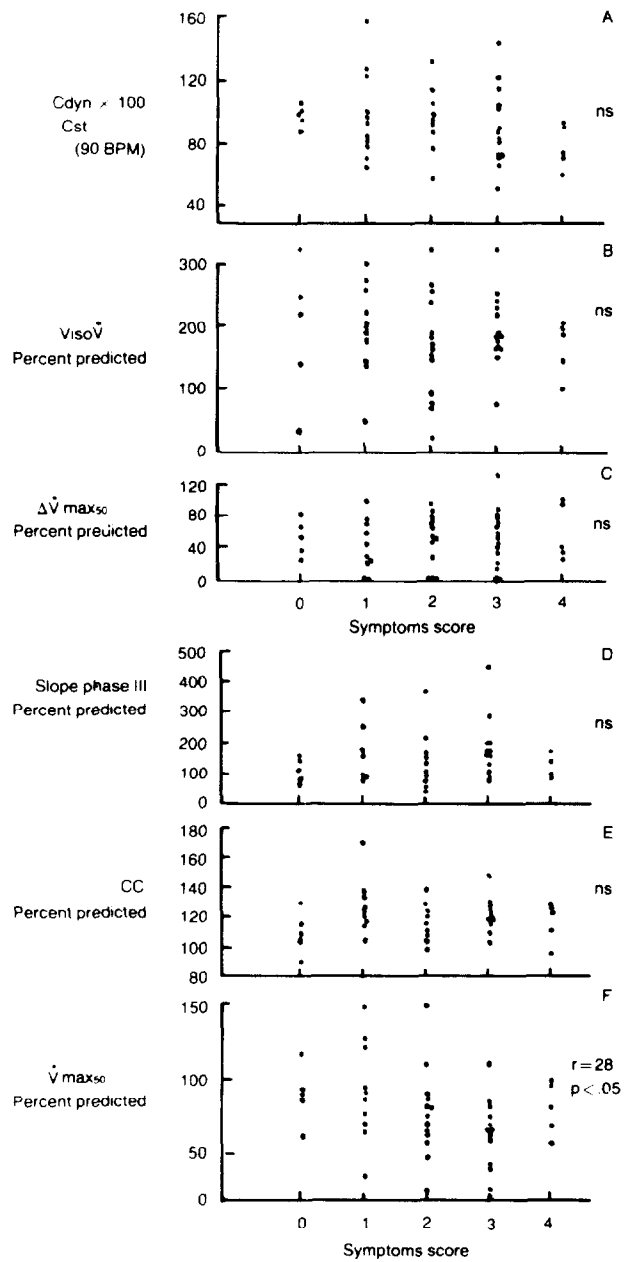 160
A
120
Cdyn × 100
Cst
ns
80
(90 BPM)
40
B
300
ns
200
VisoV̇
Percent predicted
100
0
C
120
ΔV̇ max₅₀
80
Percent predicted
ns
40
0
0 1 2 3 4
Symptoms score
500
D
400
Slope phase III
Percent predicted
300
ns
200
100
0
180
E
160
CC
140
ns
Percent predicted
120
100
80
150
F
r=28
V̇ max₅₀
100
p<.05
Percent predicted
50
0
0 1 2 3 4
Symptoms score